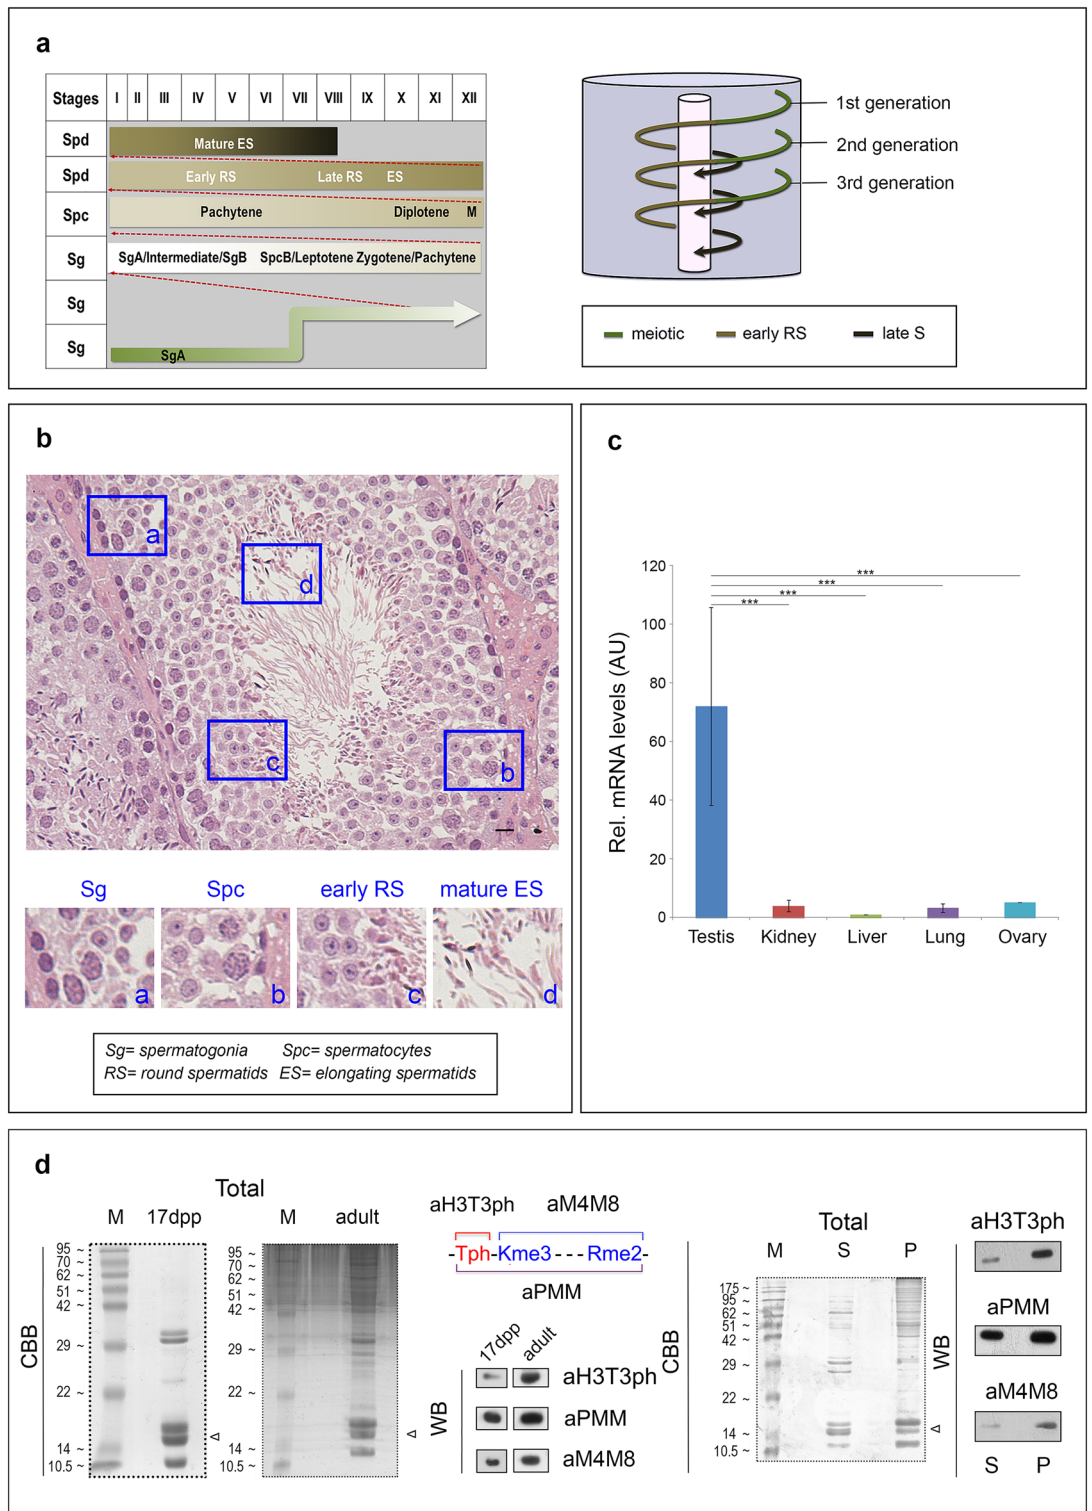 a
Stages I II III IV V VI VII VIII IX X XI XII
Spd Mature ES
Spd Early RS Late RS ES
Spc Pachytene Diplotene M
Sg SgA/Intermediate/SgB SpcB/Leptotene Zygotene/Pachytene
Sg
Sg SgA
1st generation
2nd generation
3rd generation
meiotic early RS late S
b
a
d
c
b
Sg Spc early RS mature ES
a b c d
Sg= spermatogonia Spc= spermatocytes
RS= round spermatids ES= elongating spermatids
c
Rel. mRNA levels (AU)
120
100
80
60
40
20
0
***
***
***
***
Testis Kidney Liver Lung Ovary
d
Total
M 17dpp M adult
CBB
95 ~
70 ~
62 ~
51 ~
42 ~
29 ~
22 ~
14 ~
10.5 ~
95 ~
70 ~
62 ~
51 ~
42 ~
29 ~
22 ~
14 ~
10.5 ~
aH3T3ph aM4M8
-Tph-Kme3---Rme2-
aPMM
17dpp adult
WB
aH3T3ph
aPMM
aM4M8
Total
M S P
CBB
175 ~
95 ~
62 ~
51 ~
42 ~
29 ~
22 ~
14 ~
10.5 ~
WB
aH3T3ph
aPMM
aM4M8
S P